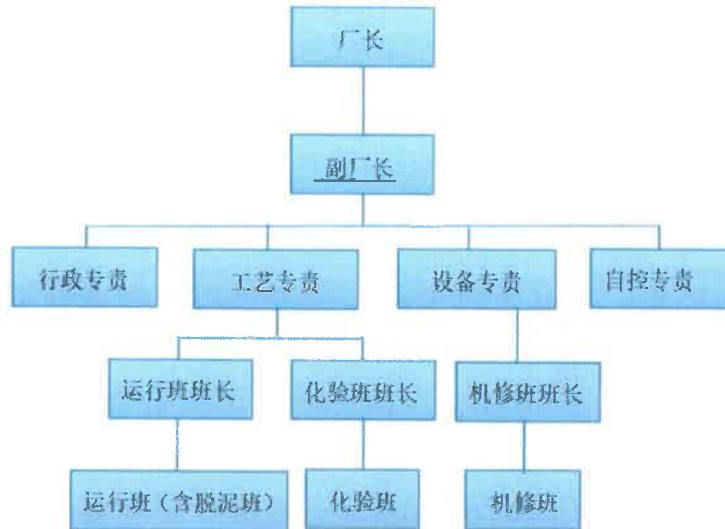 厂长
副厂长
行政专责
工艺专责
设备专责
自控专责
运行班班长
化验班班长
机修班班长
运行班（含脱泥班）
化验班
机修班